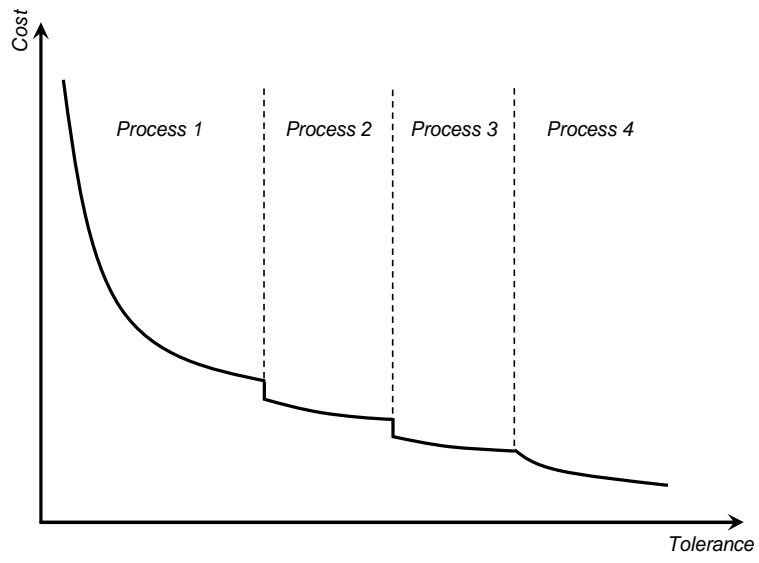 Cost
Process 1
Process 2
Process 3
Process 4
Tolerance